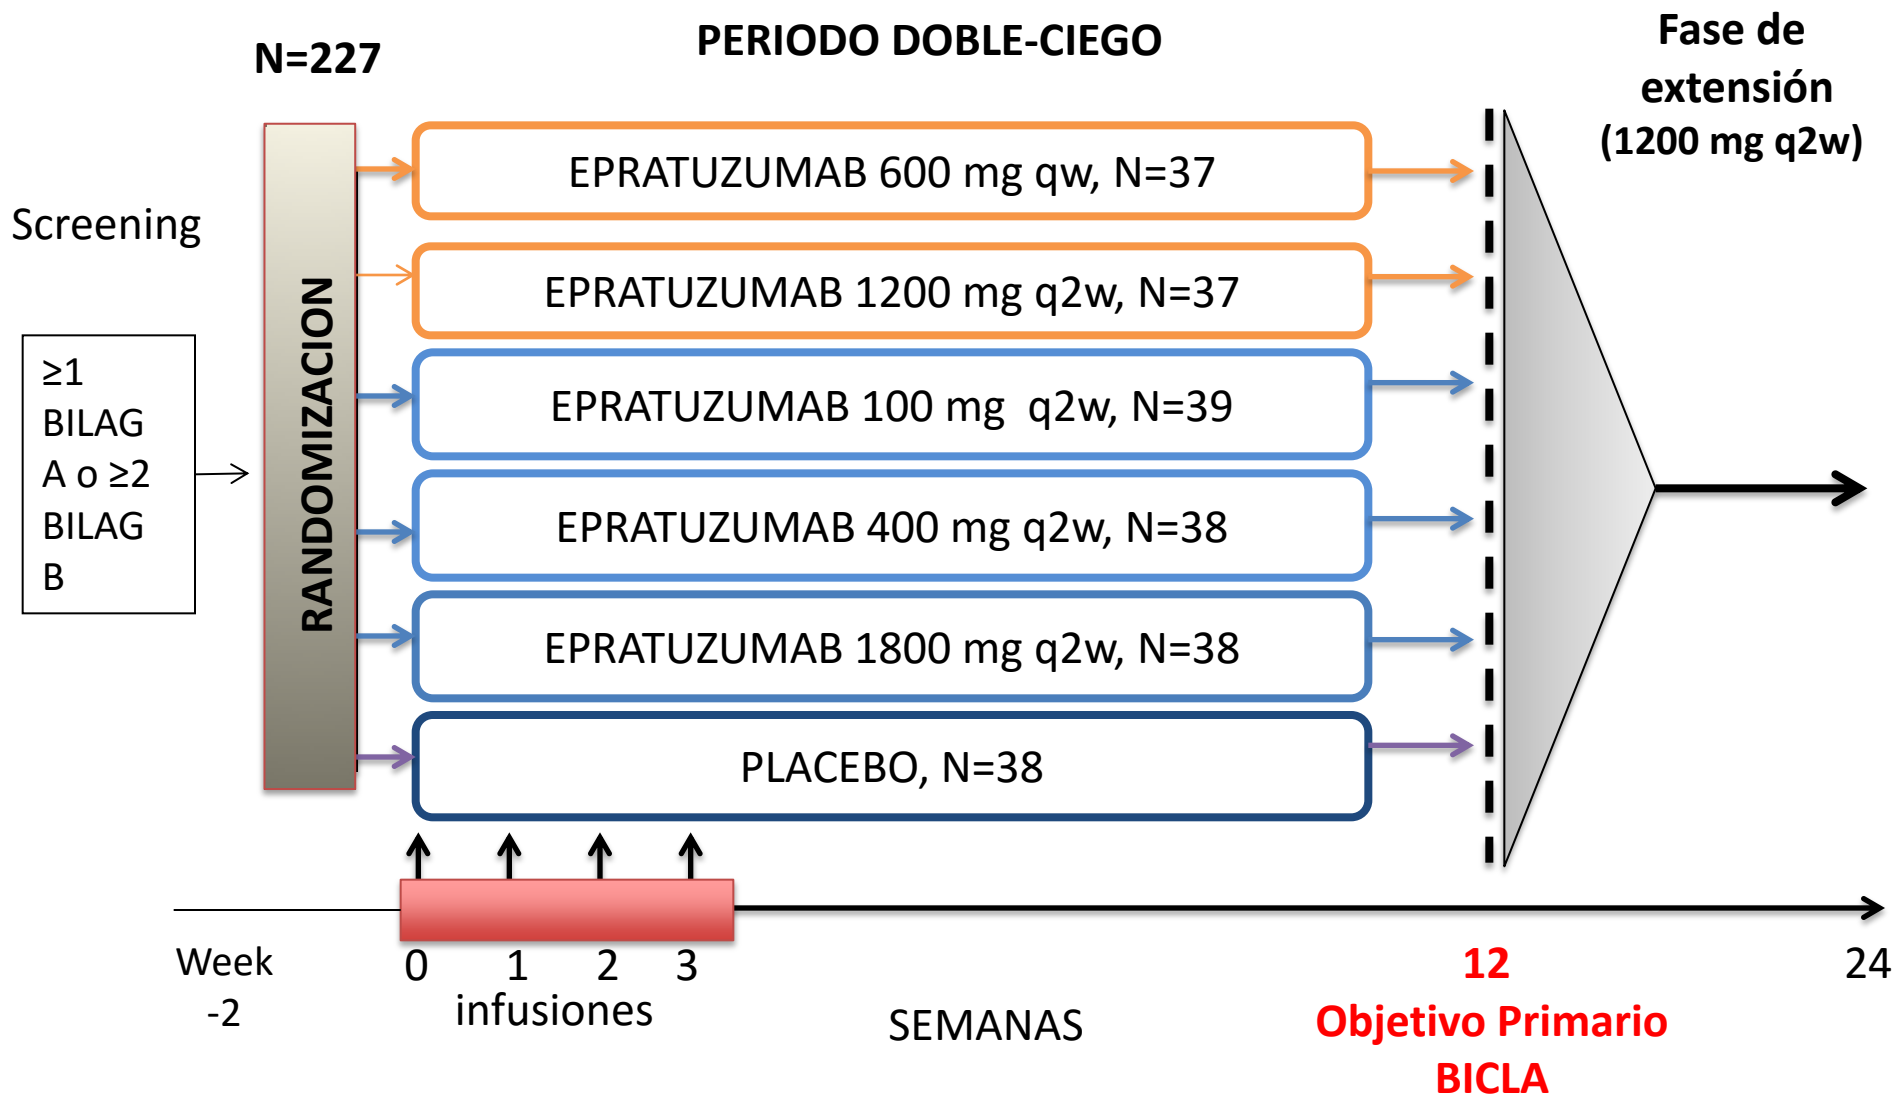 N=227
PERIODO DOBLE-CIEGO
Fase de
extensión
(1200 mg q2w)
Screening
≥1
BILAG
A o ≥2
BILAG
B
RANDOMIZACION
EPRATUZUMAB 600 mg qw, N=37
EPRATUZUMAB 1200 mg q2w, N=37
EPRATUZUMAB 100 mg  q2w, N=39
EPRATUZUMAB 400 mg q2w, N=38
EPRATUZUMAB 1800 mg q2w, N=38
PLACEBO, N=38
Week
-2
0 1 2 3
infusiones
SEMANAS
12
Objetivo Primario
BICLA
24